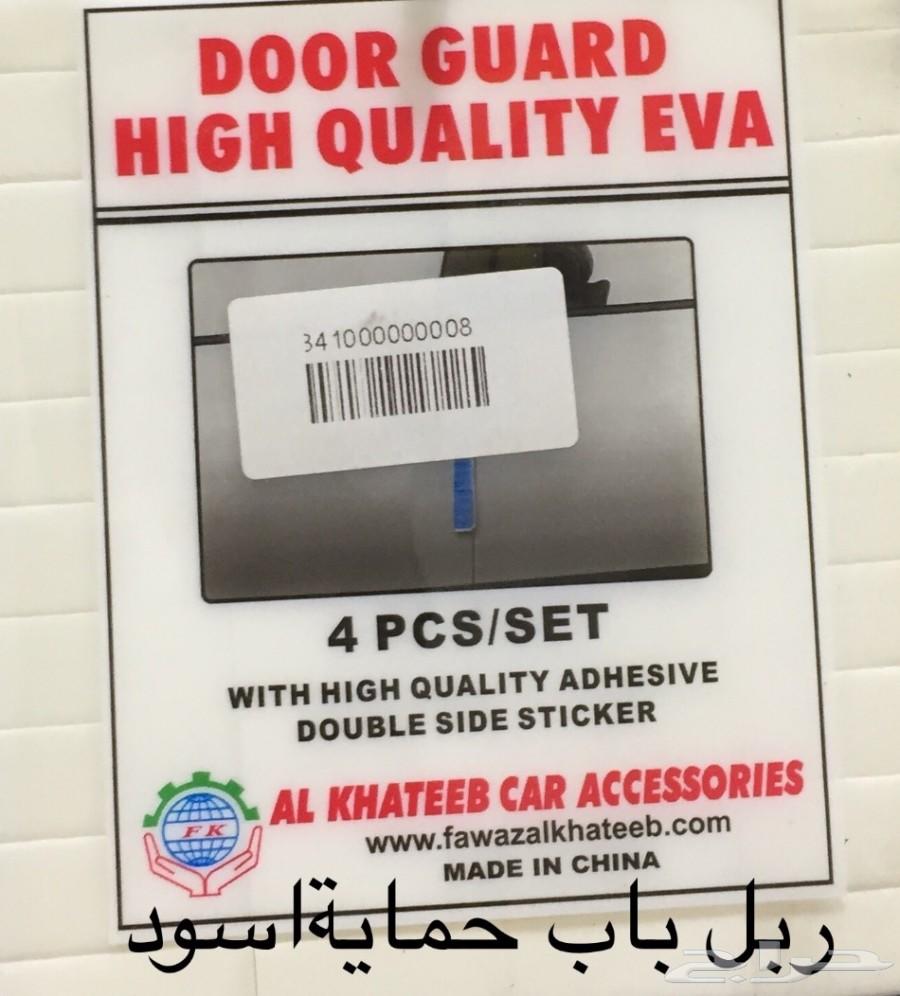 DOOR GUARD
HIGH QUALITY EVA
341000000008
4 PCS/SET
WITH HIGH QUALITY ADHESIVE
DOUBLE SIDE STICKER
FK
AL KHATEEB CAR ACCESSORIES
www.fawazalkhateeb.com
MADE IN CHINA
ربل باب حمايةاسود
حراج